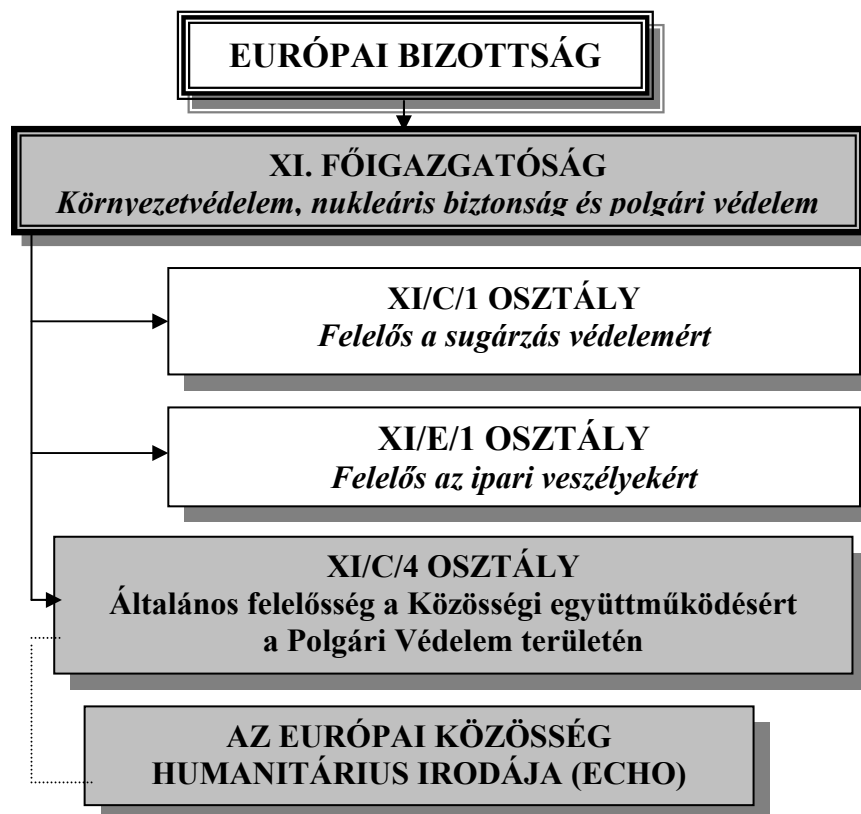 EURÓPAI BIZOTTSÁG
XI. FŐIGAZGATÓSÁG
Környezetvédelem, nukleáris biztonság és polgári védelem
XI/C/1 OSZTÁLY
Felelős a sugárzás védelemért
XI/E/1 OSZTÁLY
Felelős az ipari veszélyekért
XI/C/4 OSZTÁLY
Általános felelősség a Közösségi együttműködésért
a Polgári Védelem területén
AZ EURÓPAI KÖZÖSSÉG
HUMANITÁRIUS IRODÁJA (ECHO)